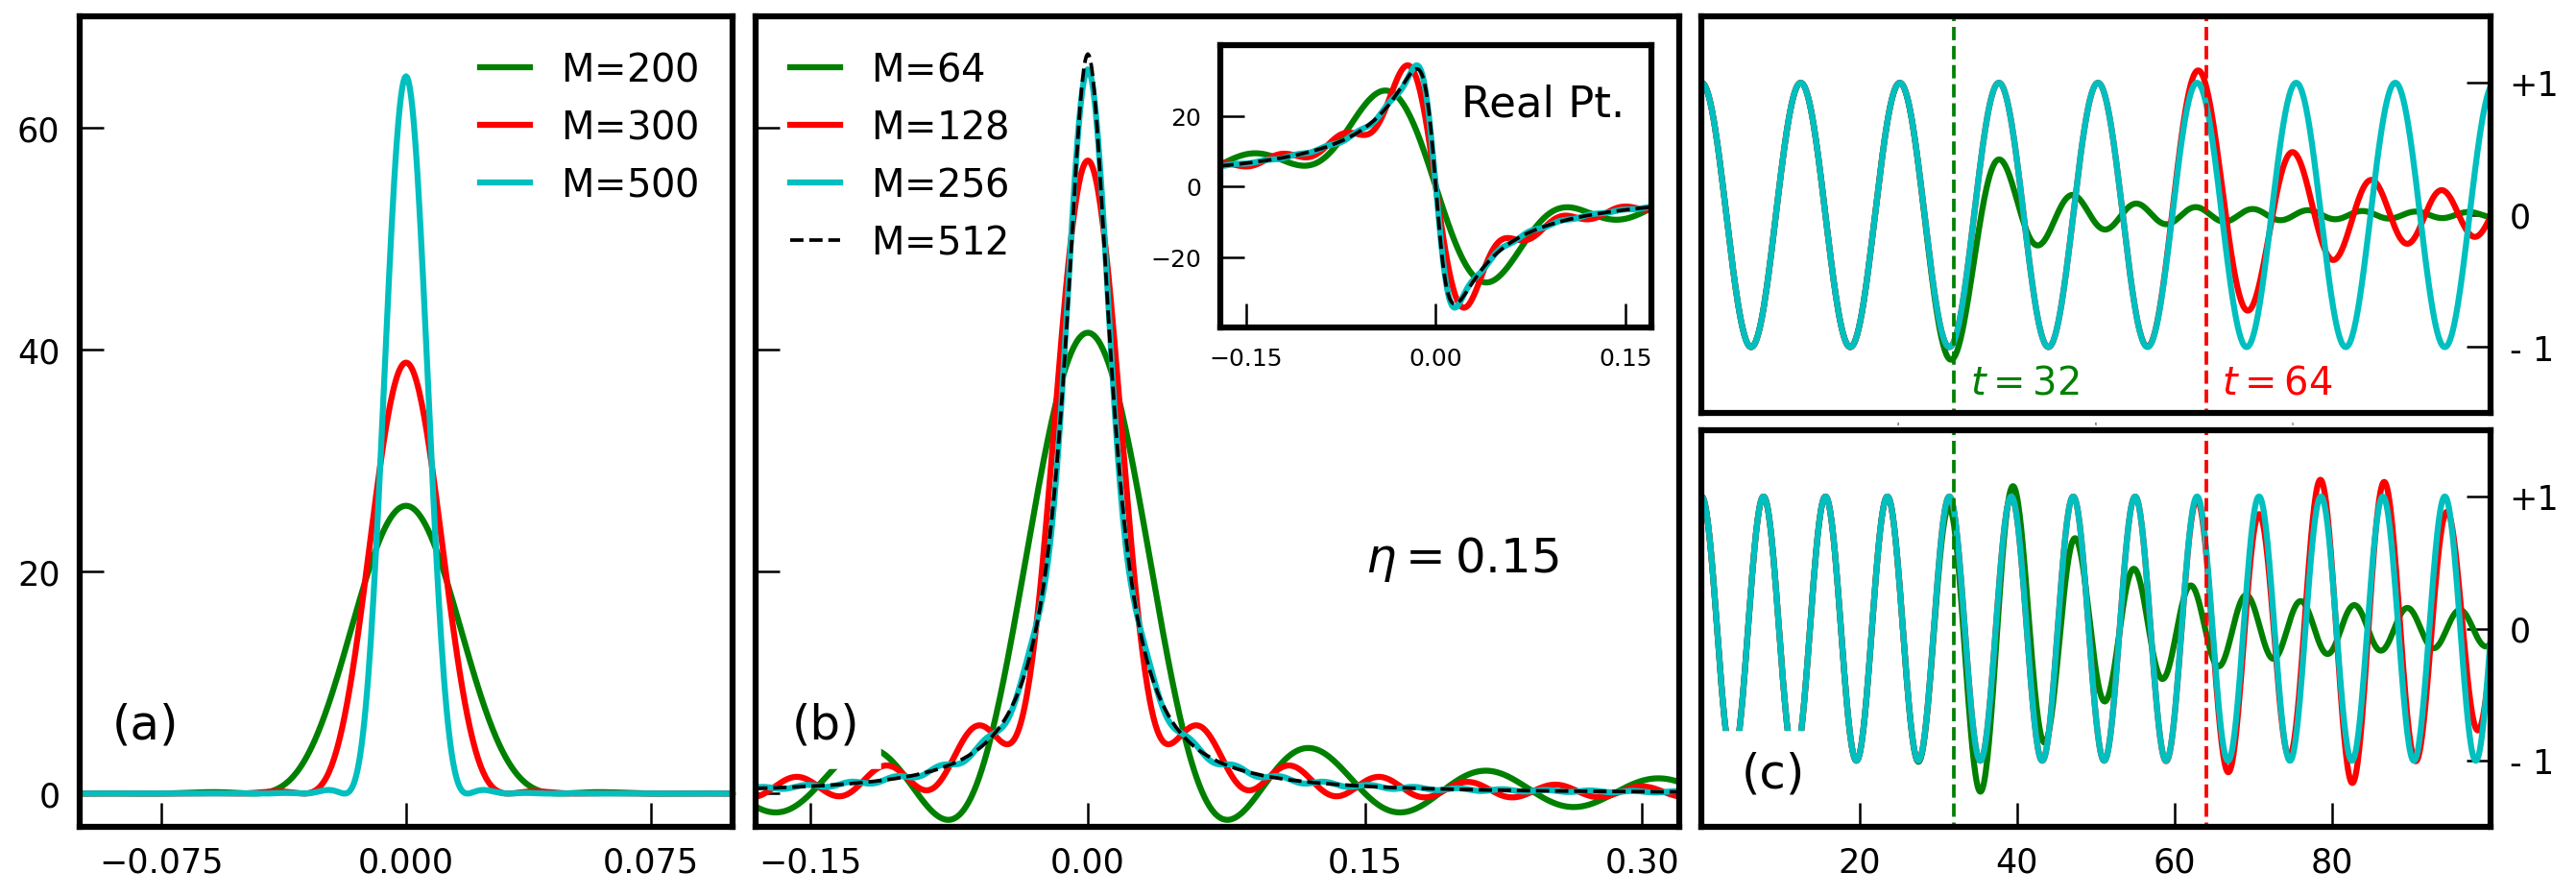 M=200
M=300
M=500
60
40
20
0
(a)
−0.075
0.000
0.075
M=64
M=128
M=256
M=512
Real Pt.
20
0
−20
−0.15
0.00
0.15
η = 0.15
(b)
−0.15
0.00
0.15
0.30
+1
0
- 1
t = 32
t = 64
+1
0
- 1
(c)
20
40
60
80